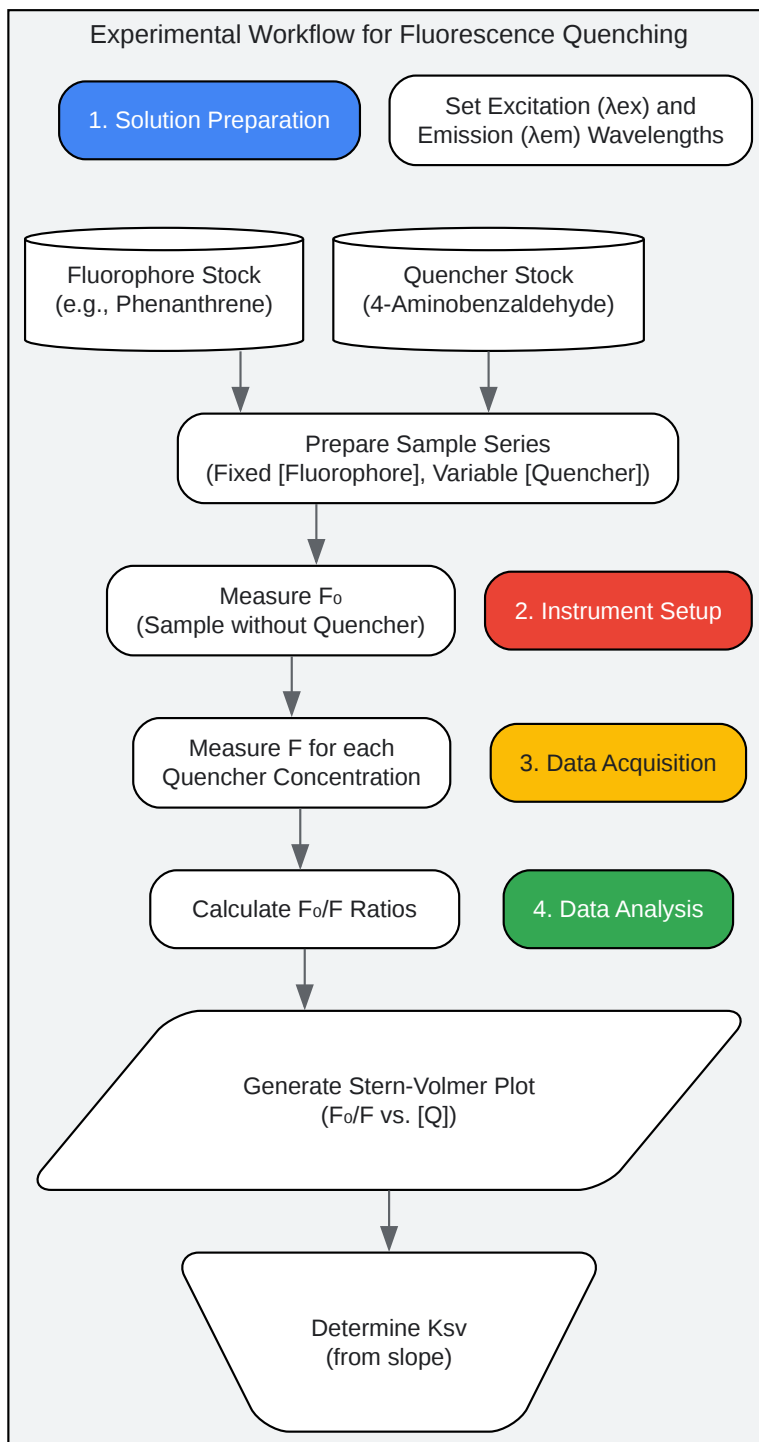 Experimental Workflow for Fluorescence Quenching
1. Solution Preparation
Set Excitation (λex) and
Emission (λem) Wavelengths
Fluorophore Stock
(e.g., Phenanthrene)
Quencher Stock
(4-Aminobenzaldehyde)
Prepare Sample Series
(Fixed [Fluorophore], Variable [Quencher])
Measure F₀
(Sample without Quencher)
2. Instrument Setup
Measure F for each
Quencher Concentration
3. Data Acquisition
Calculate F₀/F Ratios
4. Data Analysis
Generate Stern-Volmer Plot
(F₀/F vs. [Q])
Determine Ksv
(from slope)